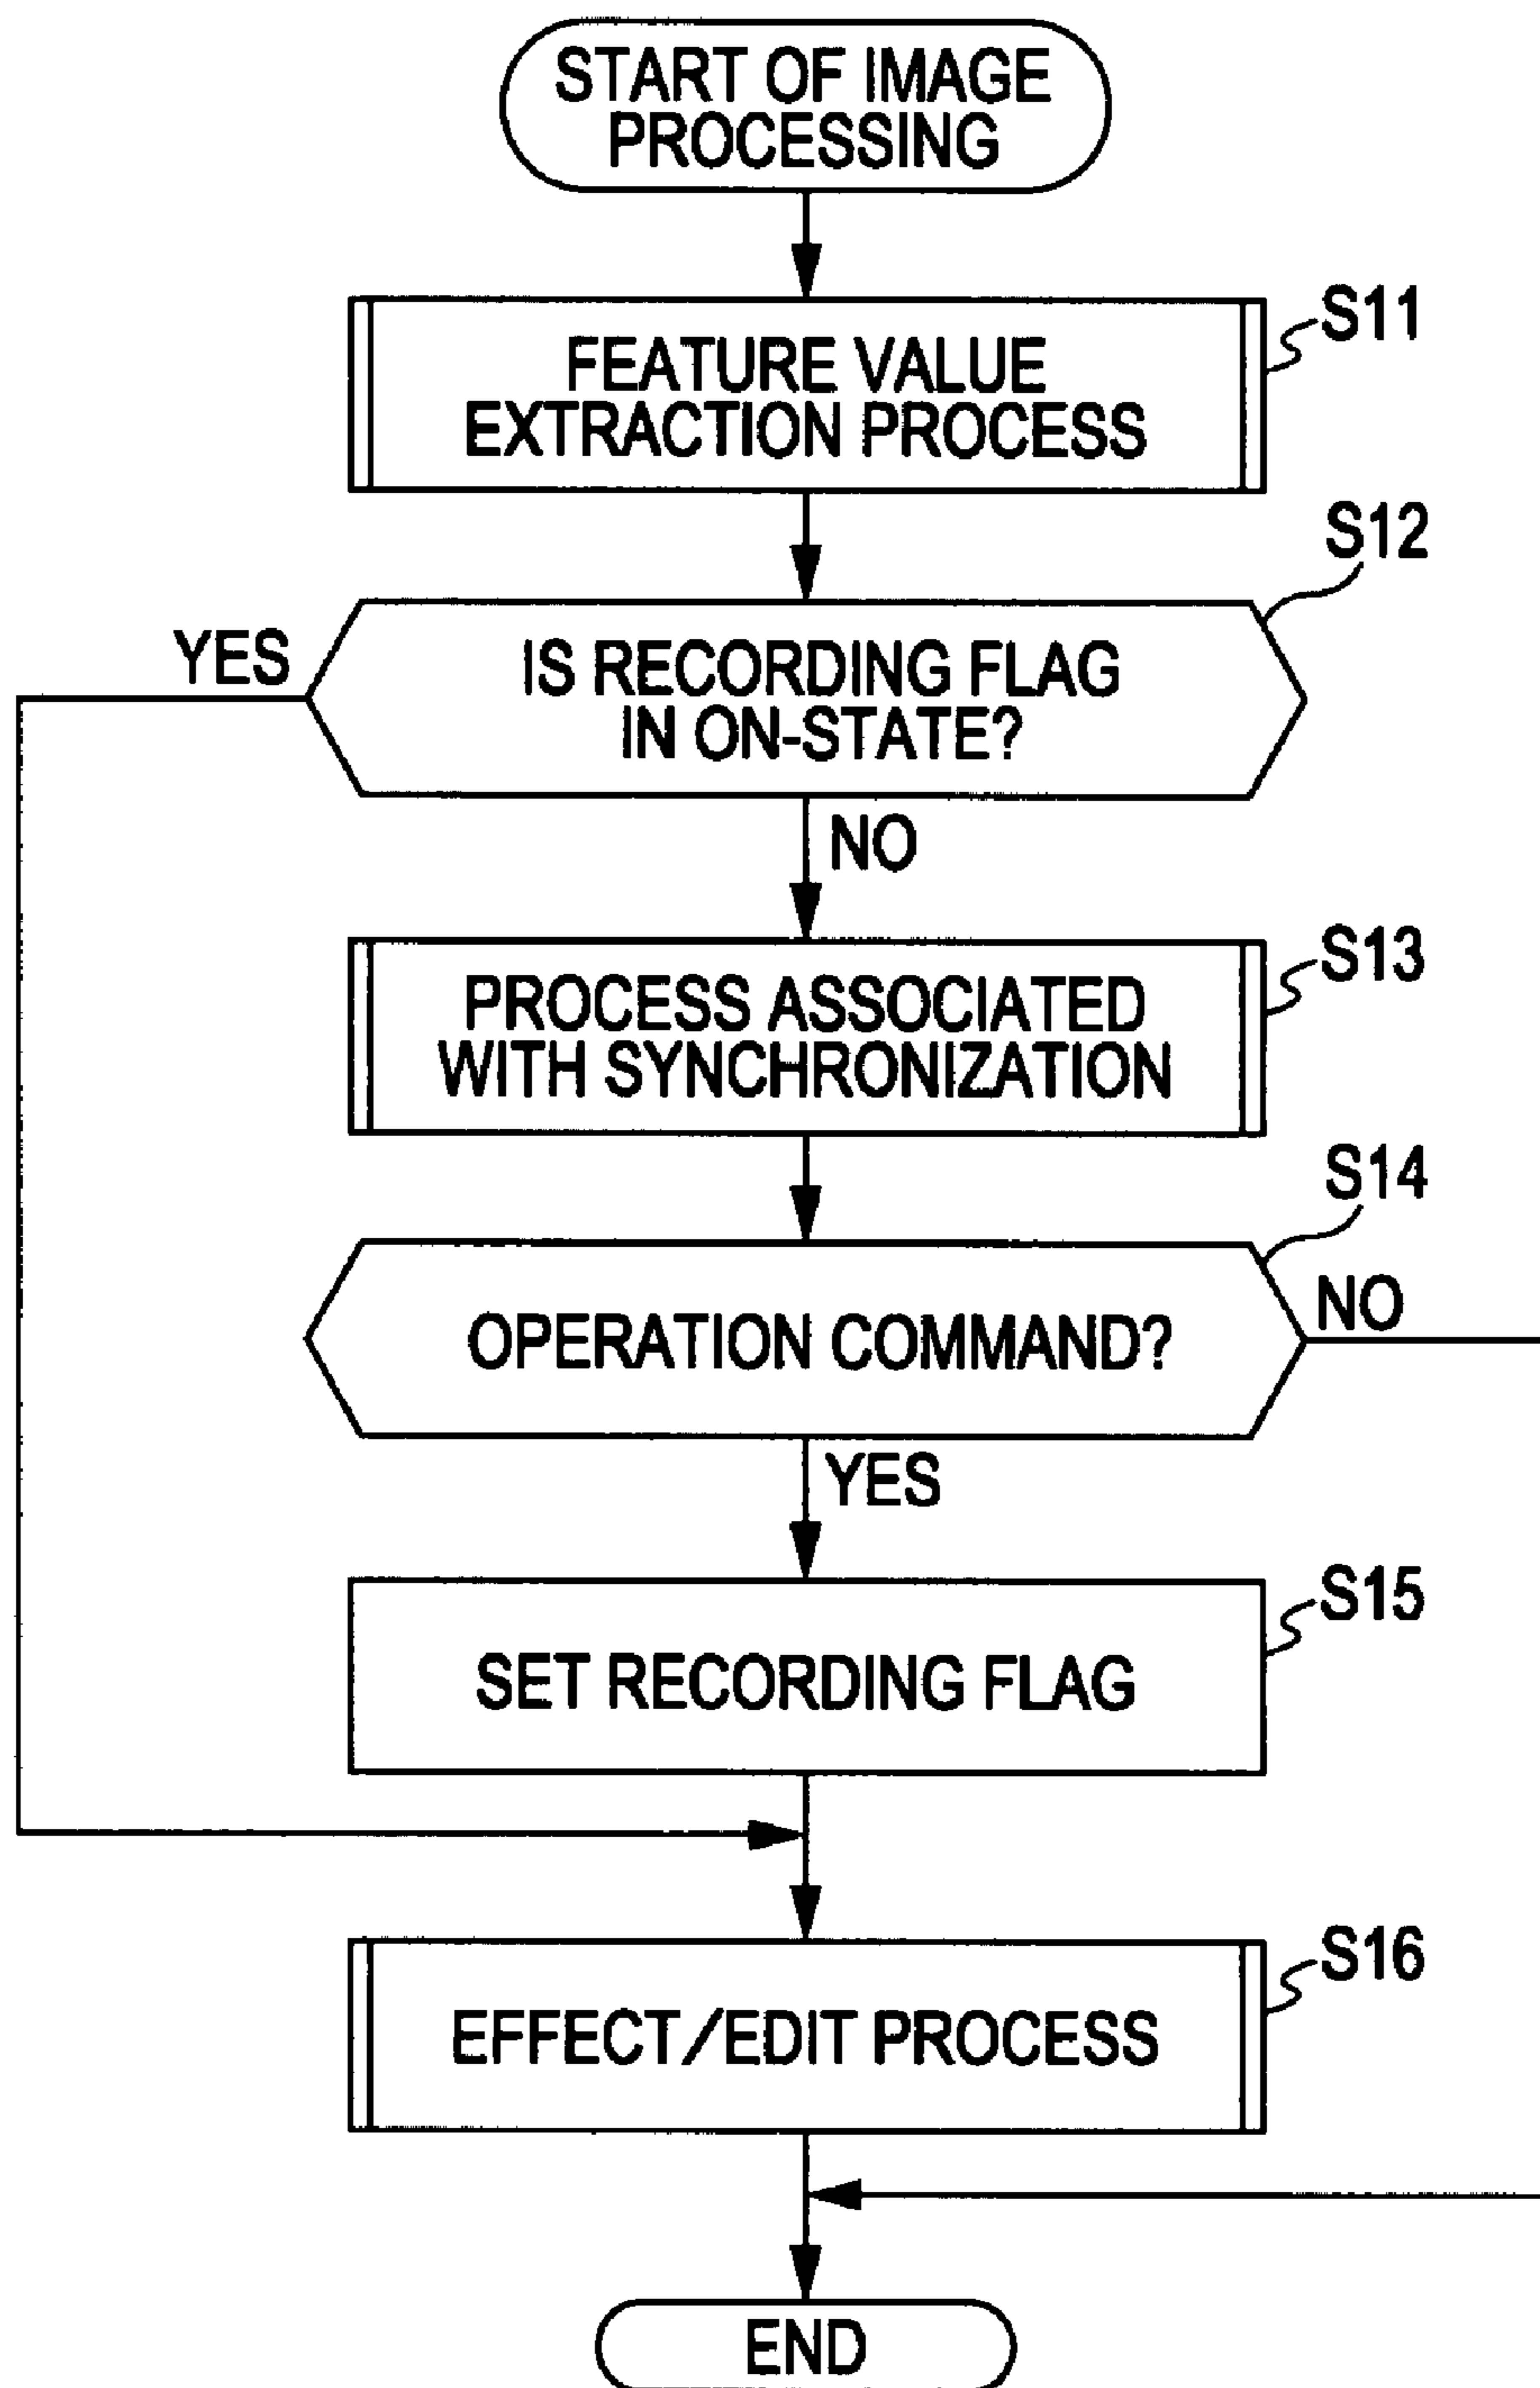 START OF IMAGE
PROCESSING
S11
FEATURE VALUE
EXTRACTION PROCESS
S12
YES
IS RECORDING FLAG
IN ON-STATE?
NO
S13
PROCESS ASSOCIATED
WITH SYNCHRONIZATION
S14
NO
OPERATION COMMAND?
YES
S15
SET RECORDING FLAG
S16
EFFECT/EDIT PROCESS
END